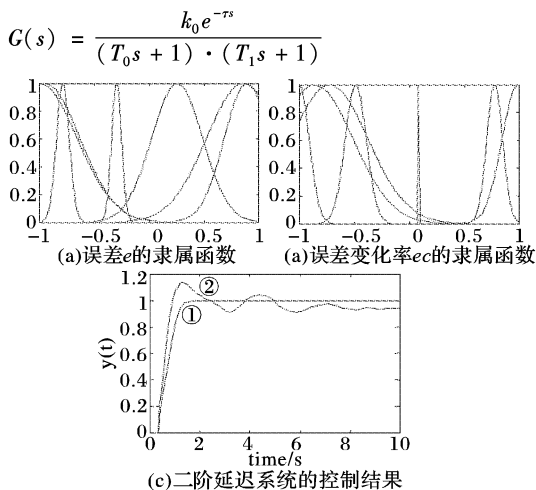 G(s) = k₀e^{-τs} / (T₀s + 1)·(T₁s + 1)
1 1
0.8 0.8
0.6 0.6
0.4 0.4
0.2 0.2
0 0
-1 -0.5 0 0.5 1 -1 -0.5 0 0.5 1
(a)误差e的隶属函数 (a)误差变化率ec的隶属函数
1.2
② 
1
①
0.8
y(t)
0.6
0.4
0.2
0
0 2 4 6 8 10
time/s
(c)二阶延迟系统的控制结果